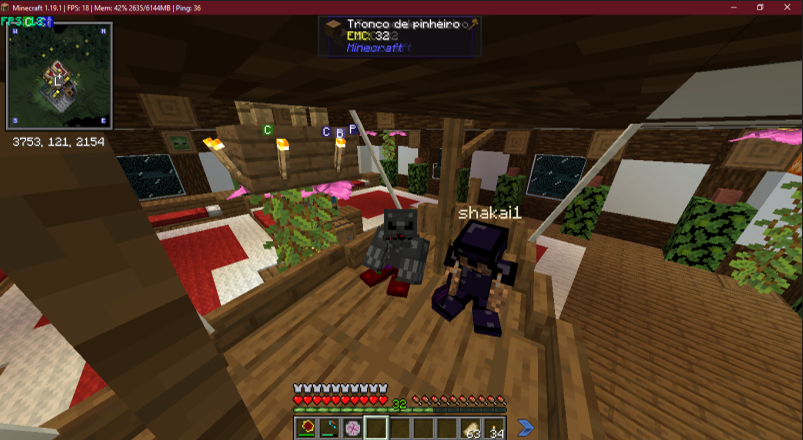 Minecraft 1.19.1 | FPS: 18 | Mem: 42% 2635/6144MB | Ping: 36
Tronco de pinheiro
EMC: 32
Minecraft
N
W
S
E
3753, 121, 2154
C
C B P
shakai1
32
63
34